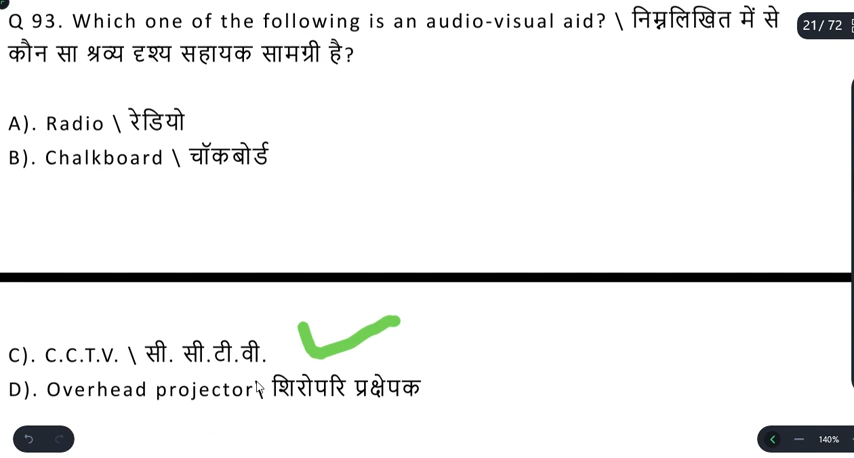 Q 93. Which one of the following is an audio-visual aid? \ निम्नलिखित में से
21/ 72
कौन सा श्रव्य दृश्य सहायक सामग्री है?
A). Radio \ रेडियो
B). Chalkboard \ चॉकबोर्ड
C). C.C.T.V. \ सी. सी.टी.वी.
D). Overhead projector\ शिरोपरि प्रक्षेपक
140%